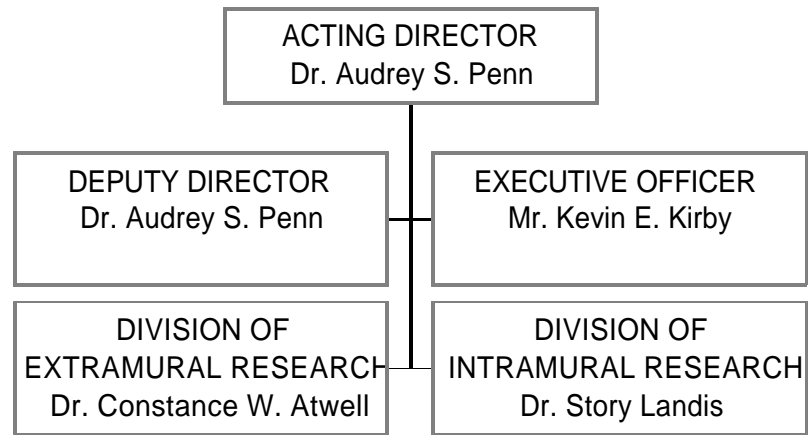 ACTING DIRECTOR
Dr. Audrey S. Penn
DEPUTY DIRECTOR
Dr. Audrey S. Penn
EXECUTIVE OFFICER
Mr. Kevin E. Kirby
DIVISION OF
EXTRAMURAL RESEARCH
Dr. Constance W. Atwell
DIVISION OF
INTRAMURAL RESEARCH
Dr. Story Landis